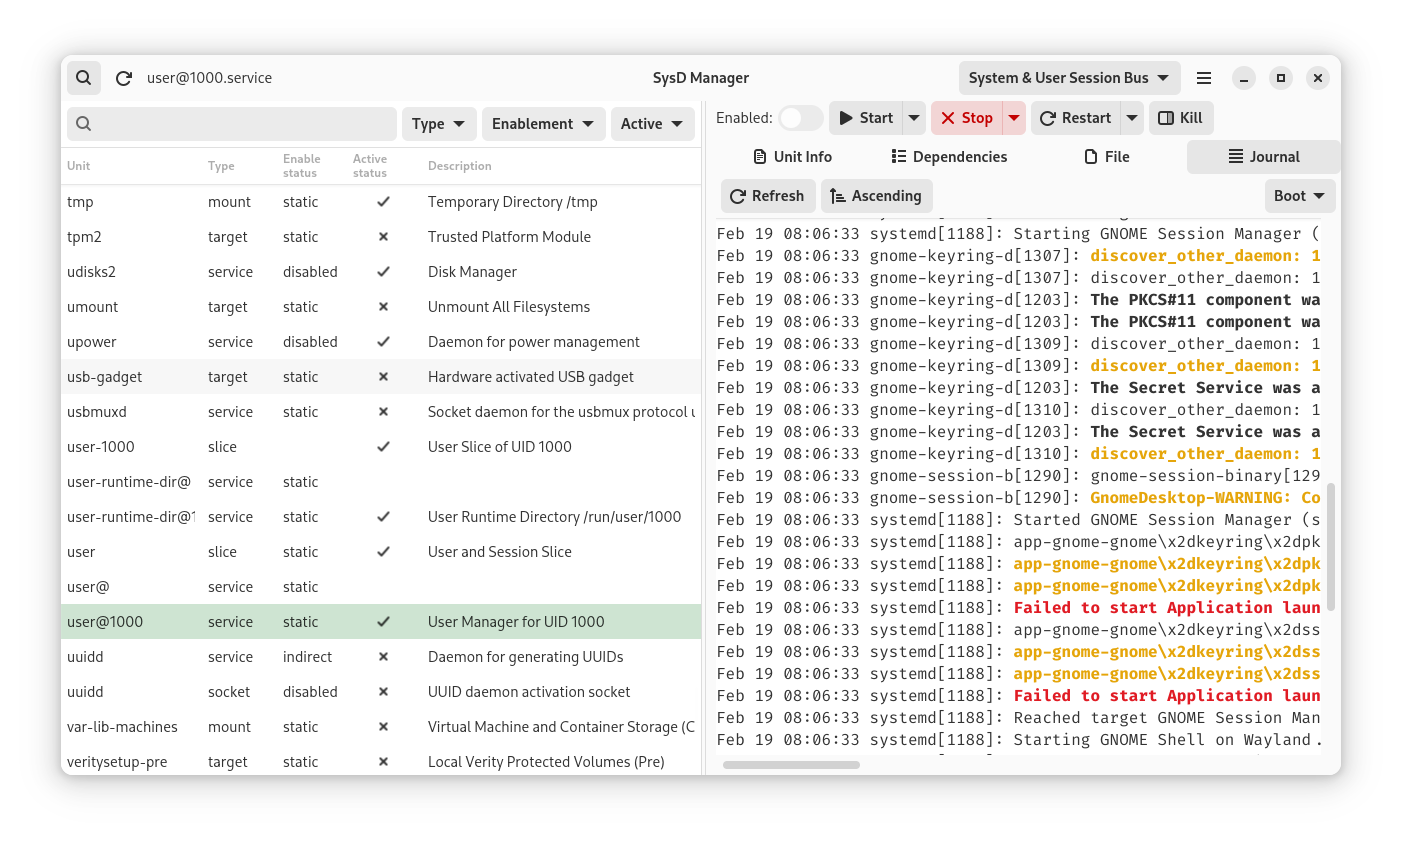 user@1000.service
SysD Manager
System & User Session Bus
Type
Enablement
Active
Unit Type Enable status Active status Description
tmp mount static Temporary Directory /tmp
tpm2 target static Trusted Platform Module
udisks2 service disabled Disk Manager
umount target static Unmount All Filesystems
upower service disabled Daemon for power management
usb-gadget target static Hardware activated USB gadget
usbmuxd service static Socket daemon for the usbmux protocol
user-1000 slice User Slice of UID 1000
user-runtime-dir@ service static
user-runtime-dir@1 service static User Runtime Directory /run/user/1000
user slice static User and Session Slice
user@ service static
user@1000 service static User Manager for UID 1000
uuidd service indirect Daemon for generating UUIDs
uuidd socket disabled UUID daemon activation socket
var-lib-machines mount static Virtual Machine and Container Storage (C
veritysetup-pre target static Local Verity Protected Volumes (Pre)
Enabled:
Start
Stop
Restart
Kill
Unit Info
Dependencies
File
Journal
Refresh
Ascending
Boot
Feb 19 08:06:33 systemd[1188]: Starting GNOME Session Manager (
Feb 19 08:06:33 gnome-keyring-d[1307]: discover_other_daemon: 1
Feb 19 08:06:33 gnome-keyring-d[1307]: discover_other_daemon: 1
Feb 19 08:06:33 gnome-keyring-d[1203]: The PKCS#11 component wa
Feb 19 08:06:33 gnome-keyring-d[1203]: The PKCS#11 component wa
Feb 19 08:06:33 gnome-keyring-d[1309]: discover_other_daemon: 1
Feb 19 08:06:33 gnome-keyring-d[1309]: discover_other_daemon: 1
Feb 19 08:06:33 gnome-keyring-d[1203]: The Secret Service was a
Feb 19 08:06:33 gnome-keyring-d[1310]: discover_other_daemon: 1
Feb 19 08:06:33 gnome-keyring-d[1203]: The Secret Service was a
Feb 19 08:06:33 gnome-keyring-d[1310]: discover_other_daemon: 1
Feb 19 08:06:33 gnome-session-b[1290]: gnome-session-binary[129
Feb 19 08:06:33 gnome-session-b[1290]: GnomeDesktop-WARNING: Co
Feb 19 08:06:33 systemd[1188]: Started GNOME Session Manager (s
Feb 19 08:06:33 systemd[1188]: app-gnome-gnome\x2dkeyring\x2dpk
Feb 19 08:06:33 systemd[1188]: app-gnome-gnome\x2dkeyring\x2dpk
Feb 19 08:06:33 systemd[1188]: app-gnome-gnome\x2dkeyring\x2dpk
Feb 19 08:06:33 systemd[1188]: Failed to start Application laun
Feb 19 08:06:33 systemd[1188]: app-gnome-gnome\x2dkeyring\x2dss
Feb 19 08:06:33 systemd[1188]: app-gnome-gnome\x2dkeyring\x2dss
Feb 19 08:06:33 systemd[1188]: app-gnome-gnome\x2dkeyring\x2dss
Feb 19 08:06:33 systemd[1188]: Failed to start Application laun
Feb 19 08:06:33 systemd[1188]: Reached target GNOME Session Man
Feb 19 08:06:33 systemd[1188]: Starting GNOME Shell on Wayland.